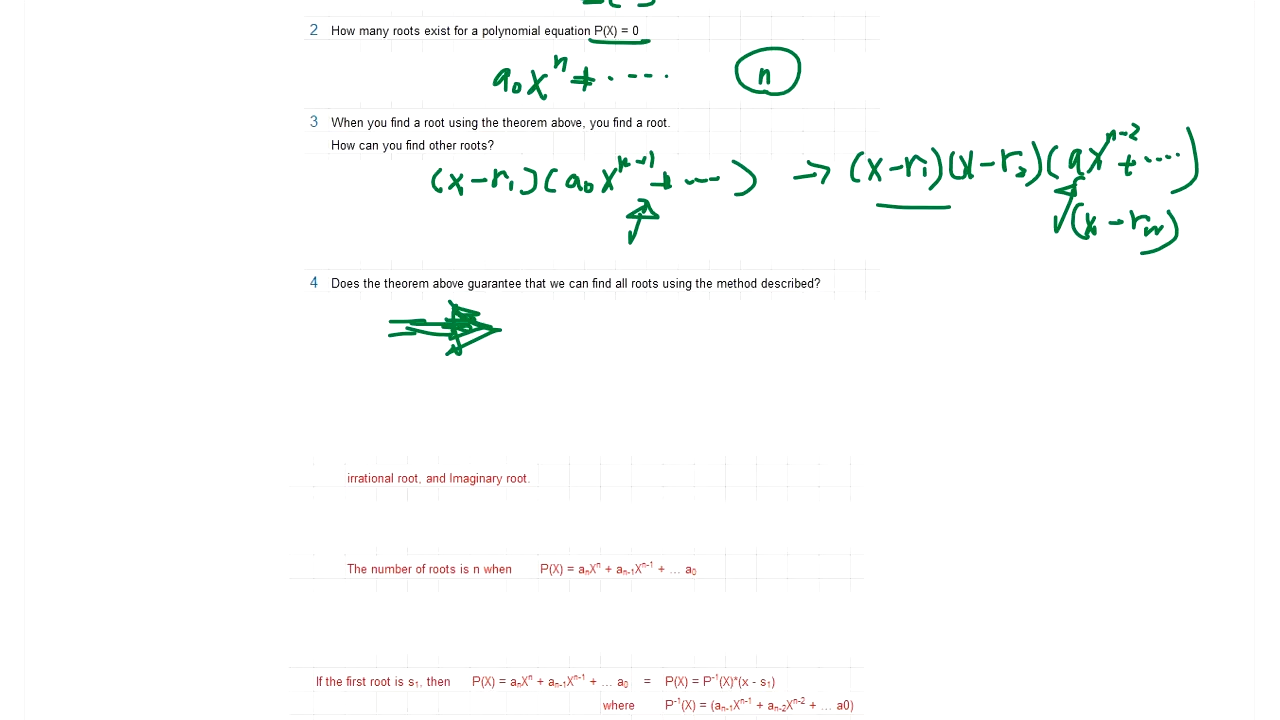 2 How many roots exist for a polynomial equation P(X) = 0
a₀xⁿ + ..... n
3 When you find a root using the theorem above, you find a root.
How can you find other roots?
(x-r₁)(a₀xⁿ⁻¹ + ---) → (x-r₁)(x-r₂)(axⁿ⁻² + ....)
(x-rₙ)
4 Does the theorem above guarantee that we can find all roots using the method described?
irrational root, and Imaginary root.
The number of roots is n when P(X) = aₙXⁿ + aₙ₋₁Xⁿ⁻¹ + ... a₀
If the first root is s₁, then P(X) = aₙXⁿ + aₙ₋₁Xⁿ⁻¹ + ... a₀ = P(X) = P⁻¹(X)*(x - s₁)
where P⁻¹(X) = (aₙ₋₁Xⁿ⁻¹ + aₙ₋₂Xⁿ⁻² + ... a0)